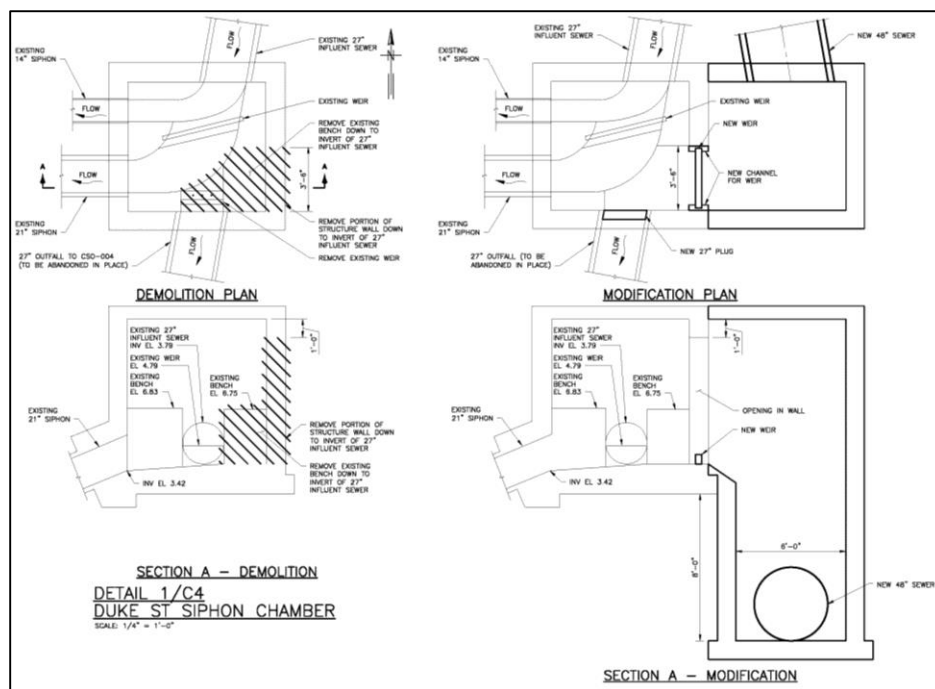 EXISTING
14" SIPHON
FLOW
FLOW
EXISTING 27"
INFLUENT SEWER
N
EXISTING WEIR
REMOVE EXISTING
BENCH DOWN TO
INVERT OF 27"
INFLUENT SEWER
A
FLOW
3'-6"
A
EXISTING
21" SIPHON
REMOVE PORTION OF
STRUCTURE WALL DOWN
TO INVERT OF 27"
INFLUENT SEWER
REMOVE EXISTING WEIR
27" OUTFALL TO CSO-004
(TO BE ABANDONED IN PLACE)
FLOW
DEMOLITION PLAN
EXISTING 27"
INFLUENT SEWER
NEW 48" SEWER
EXISTING
14" SIPHON
FLOW
FLOW
EXISTING WEIR
NEW WEIR
FLOW
3'-6"
NEW CHANNEL
FOR WEIR
EXISTING
21" SIPHON
27" OUTFALL (TO BE
ABANDONED IN PLACE)
FLOW
NEW 27" PLUG
MODIFICATION PLAN
EXISTING 27"
INFLUENT SEWER
INV EL 3.79
EXISTING WEIR
EL 4.79
EXISTING
BENCH
EL 6.83
EXISTING
BENCH
EL 6.75
1'-0"
EXISTING
21" SIPHON
REMOVE PORTION OF
STRUCTURE WALL DOWN
TO INVERT OF 27"
INFLUENT SEWER
REMOVE EXISTING
BENCH DOWN TO
INVERT OF 27"
INFLUENT SEWER
INV EL 3.42
SECTION A - DEMOLITION
DETAIL 1/C4
DUKE ST SIPHON CHAMBER
SCALE: 1/4" = 1'-0"
EXISTING 27"
INFLUENT SEWER
INV EL 3.79
EXISTING WEIR
EL 4.79
EXISTING
BENCH
EL 6.83
EXISTING
BENCH
EL 6.75
1'-0"
OPENING IN WALL
NEW WEIR
EXISTING
21" SIPHON
INV EL 3.42
8'-0"
6'-0"
NEW 48" SEWER
SECTION A - MODIFICATION